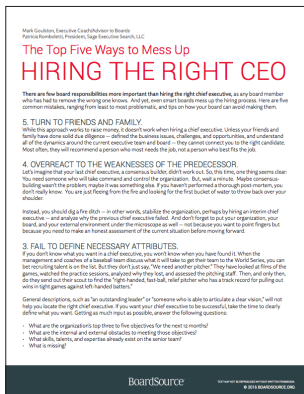 Mark Goulston, Executive Coach/Advisor to Boards
Patricia Rombeletti, President, Sage Executive Search, LLC
The Top Five Ways to Mess Up
HIRING THE RIGHT CEO
There are few board responsibilities more important than hiring the right chief executive, as any board member
who has had to remove the wrong one knows. And yet, even smart boards mess up the hiring process. Here are five
common mistakes, ranging from least to most problematic, and tips on how your board can avoid making them.
5. TURN TO FRIENDS AND FAMILY.
While this approach works to raise money, it doesn't work when hiring a chief executive. Unless your friends and
family have done solid due diligence – defined the business issues, challenges, and opportunities, and understand
all of the dynamics around the current executive team and board – they cannot connect you to the right candidate.
Most often, they will recommend a person who most needs the job, not a person who best fits the job.
4. OVERREACT TO THE WEAKNESSES OF THE PREDECESSOR.
Let's imagine that your last chief executive, a consensus builder, didn't work out. So, this time, one thing seems clear:
You need someone who will take command and control the organization. But, wait a minute. Maybe consensus-
building wasn't the problem; maybe it was something else. If you haven't performed a thorough post-mortem, you
don't really know. You are just fleeing from the fire and looking for the first bucket of water to throw back over your
shoulder.
Instead, you should dig a fire ditch – in other words, stabilize the organization, perhaps by hiring an interim chief
executive – and analyze why the previous chief executive failed. And don't forget to put your organization, your
board, and your external environment under the microscope as well — not because you want to point fingers but
because you need to make an honest assessment of the current situation before moving forward.
3. FAIL TO DEFINE NECESSARY ATTRIBUTES.
If you don't know what you want in a chief executive, you won't know when you have found it. When the
management and coaches of a baseball team discuss what it will take to get their team to the World Series, you can
bet recruiting talent is on the list. But they don't just say, "We need another pitcher." They have looked at films of the
games, watched the practice sessions, analyzed why they lost, and assessed the pitching staff. Then, and only then,
do they send out their scout to find the "right-handed, fast-ball, relief pitcher who has a track record for pulling out
wins in tight games against left-handed batters."
General descriptions, such as "an outstanding leader" or "someone who is able to articulate a clear vision," will not
help you locate the right chief executive. If you want your chief executive to be successful, take the time to clearly
define what you want. Getting as much input as possible, answer the following questions:
- What are the organization's top three to five objectives for the next 12 months?
- What are the internal and external obstacles to meeting those objectives?
- What skills, talents, and expertise already exist on the senior team?
- What is missing?
BoardSource
TEXT MAY NOT BE REPRODUCED WITHOUT WRITTEN PERMISSION.
© 2016 BOARDSOURCE.ORG